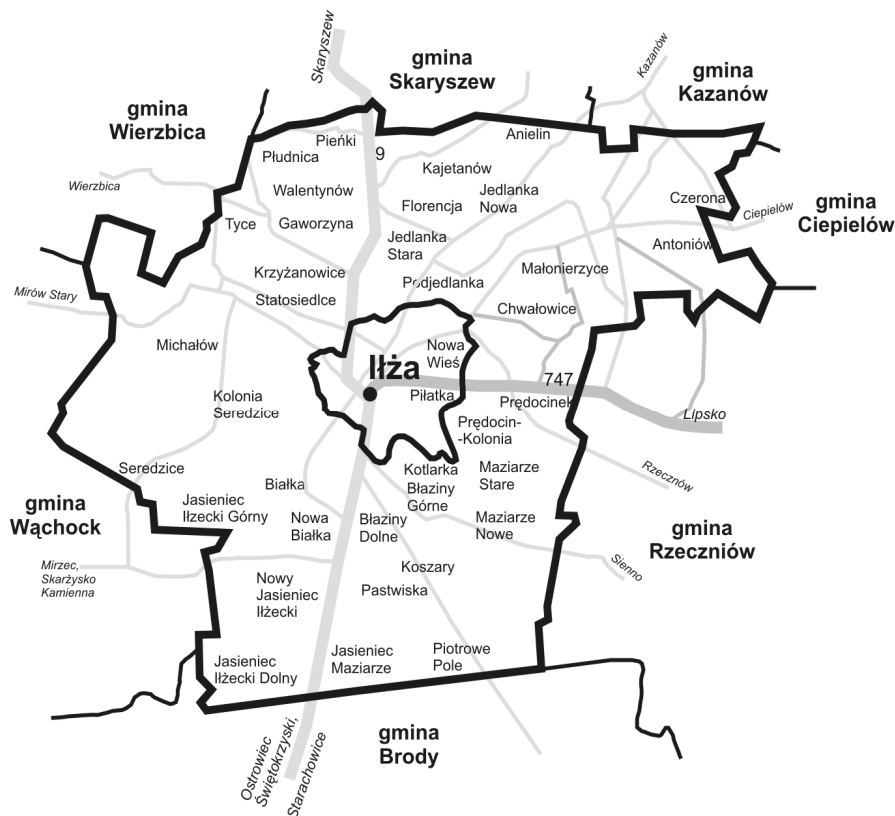 Skaryszew
gmina
Skaryszew
Kazanów
gmina
Kazanów
gmina
Wierzbica
Pieńki
9
Anielin
Płudnica
Kajetanów
Wierzbica
Walentynów
Jedlanka
Nowa
Czerona
Florencja
Ciepielów
gmina
Ciepielów
Tyce
Gaworzyna
Jedlanka
Stara
Antoniów
Krzyżanowice
Małonierzyce
Podjedlanka
Mirów Stary
Statosiedlce
Chwałowice
Michałów
Nowa
Wieś
Iłża
747
Kolonia
Seredzice
Piłatka
Prędocinek
Lipsko
Prędocin-
-Kolonia
Seredzice
Kotlarka
Maziarze
Stare
Rzecznów
Białka
Błaziny
Górne
gmina
Wąchock
Jasieniec
Iłzecki Górny
Nowa
Białka
Błaziny
Dolne
Maziarze
Nowe
gmina
Rzeczniów
Mirzec,
Skarżysko
Kamienna
Koszary
Sienno
Nowy
Jasieniec
Iłżecki
Pastwiska
Jasieniec
Iłżecki Dolny
Jasieniec
Maziarze
Piotrowe
Pole
gmina
Brody
Ostrowiec
Świętokrzyski,
Starachowice